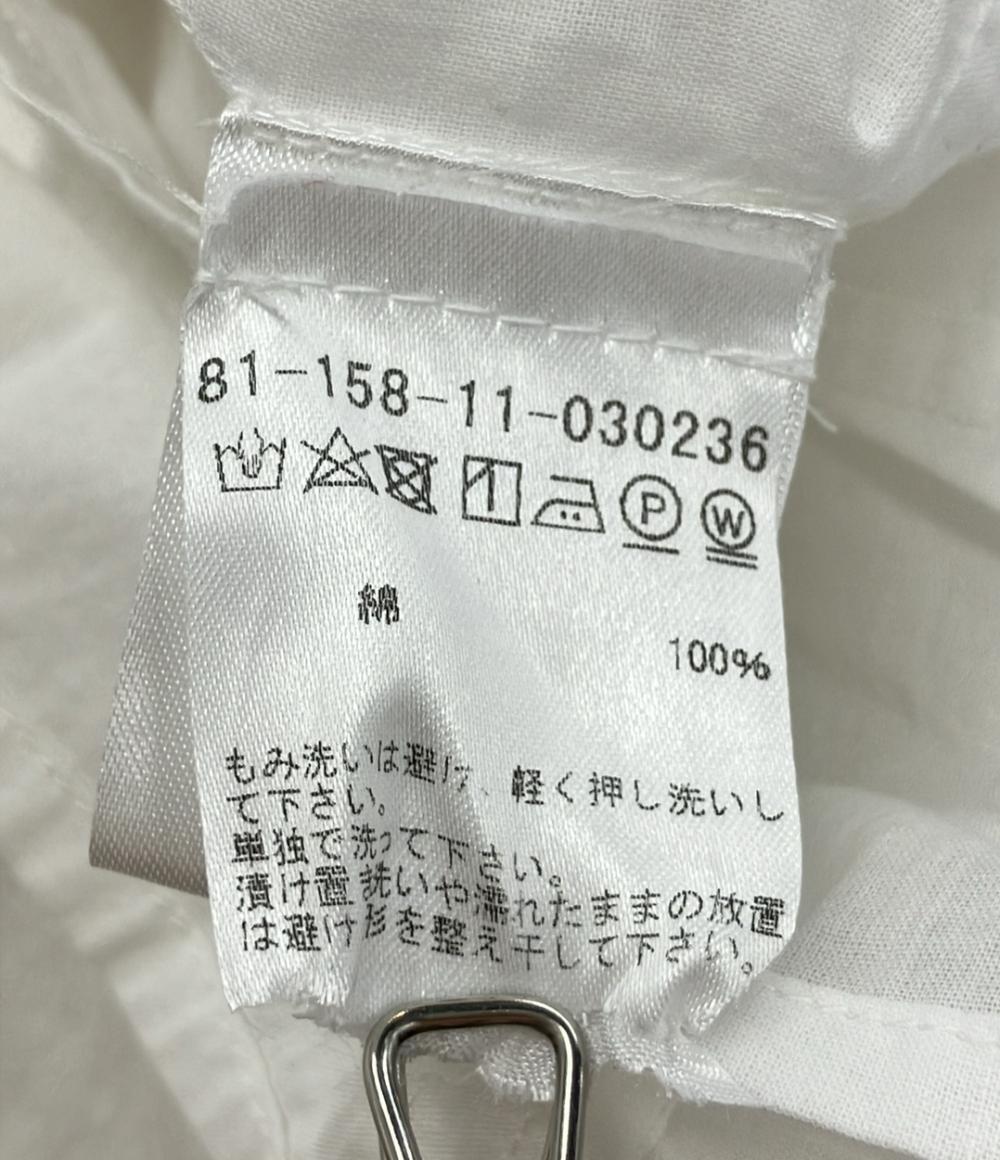 81-158-11-030236
P W
綿
100%
もみ洗いは避け、軽く押し洗いし
て下さい。
単独で洗って下さい。
漬け置き洗いや濡れたままの放置
は避け形を整え干して下さい。